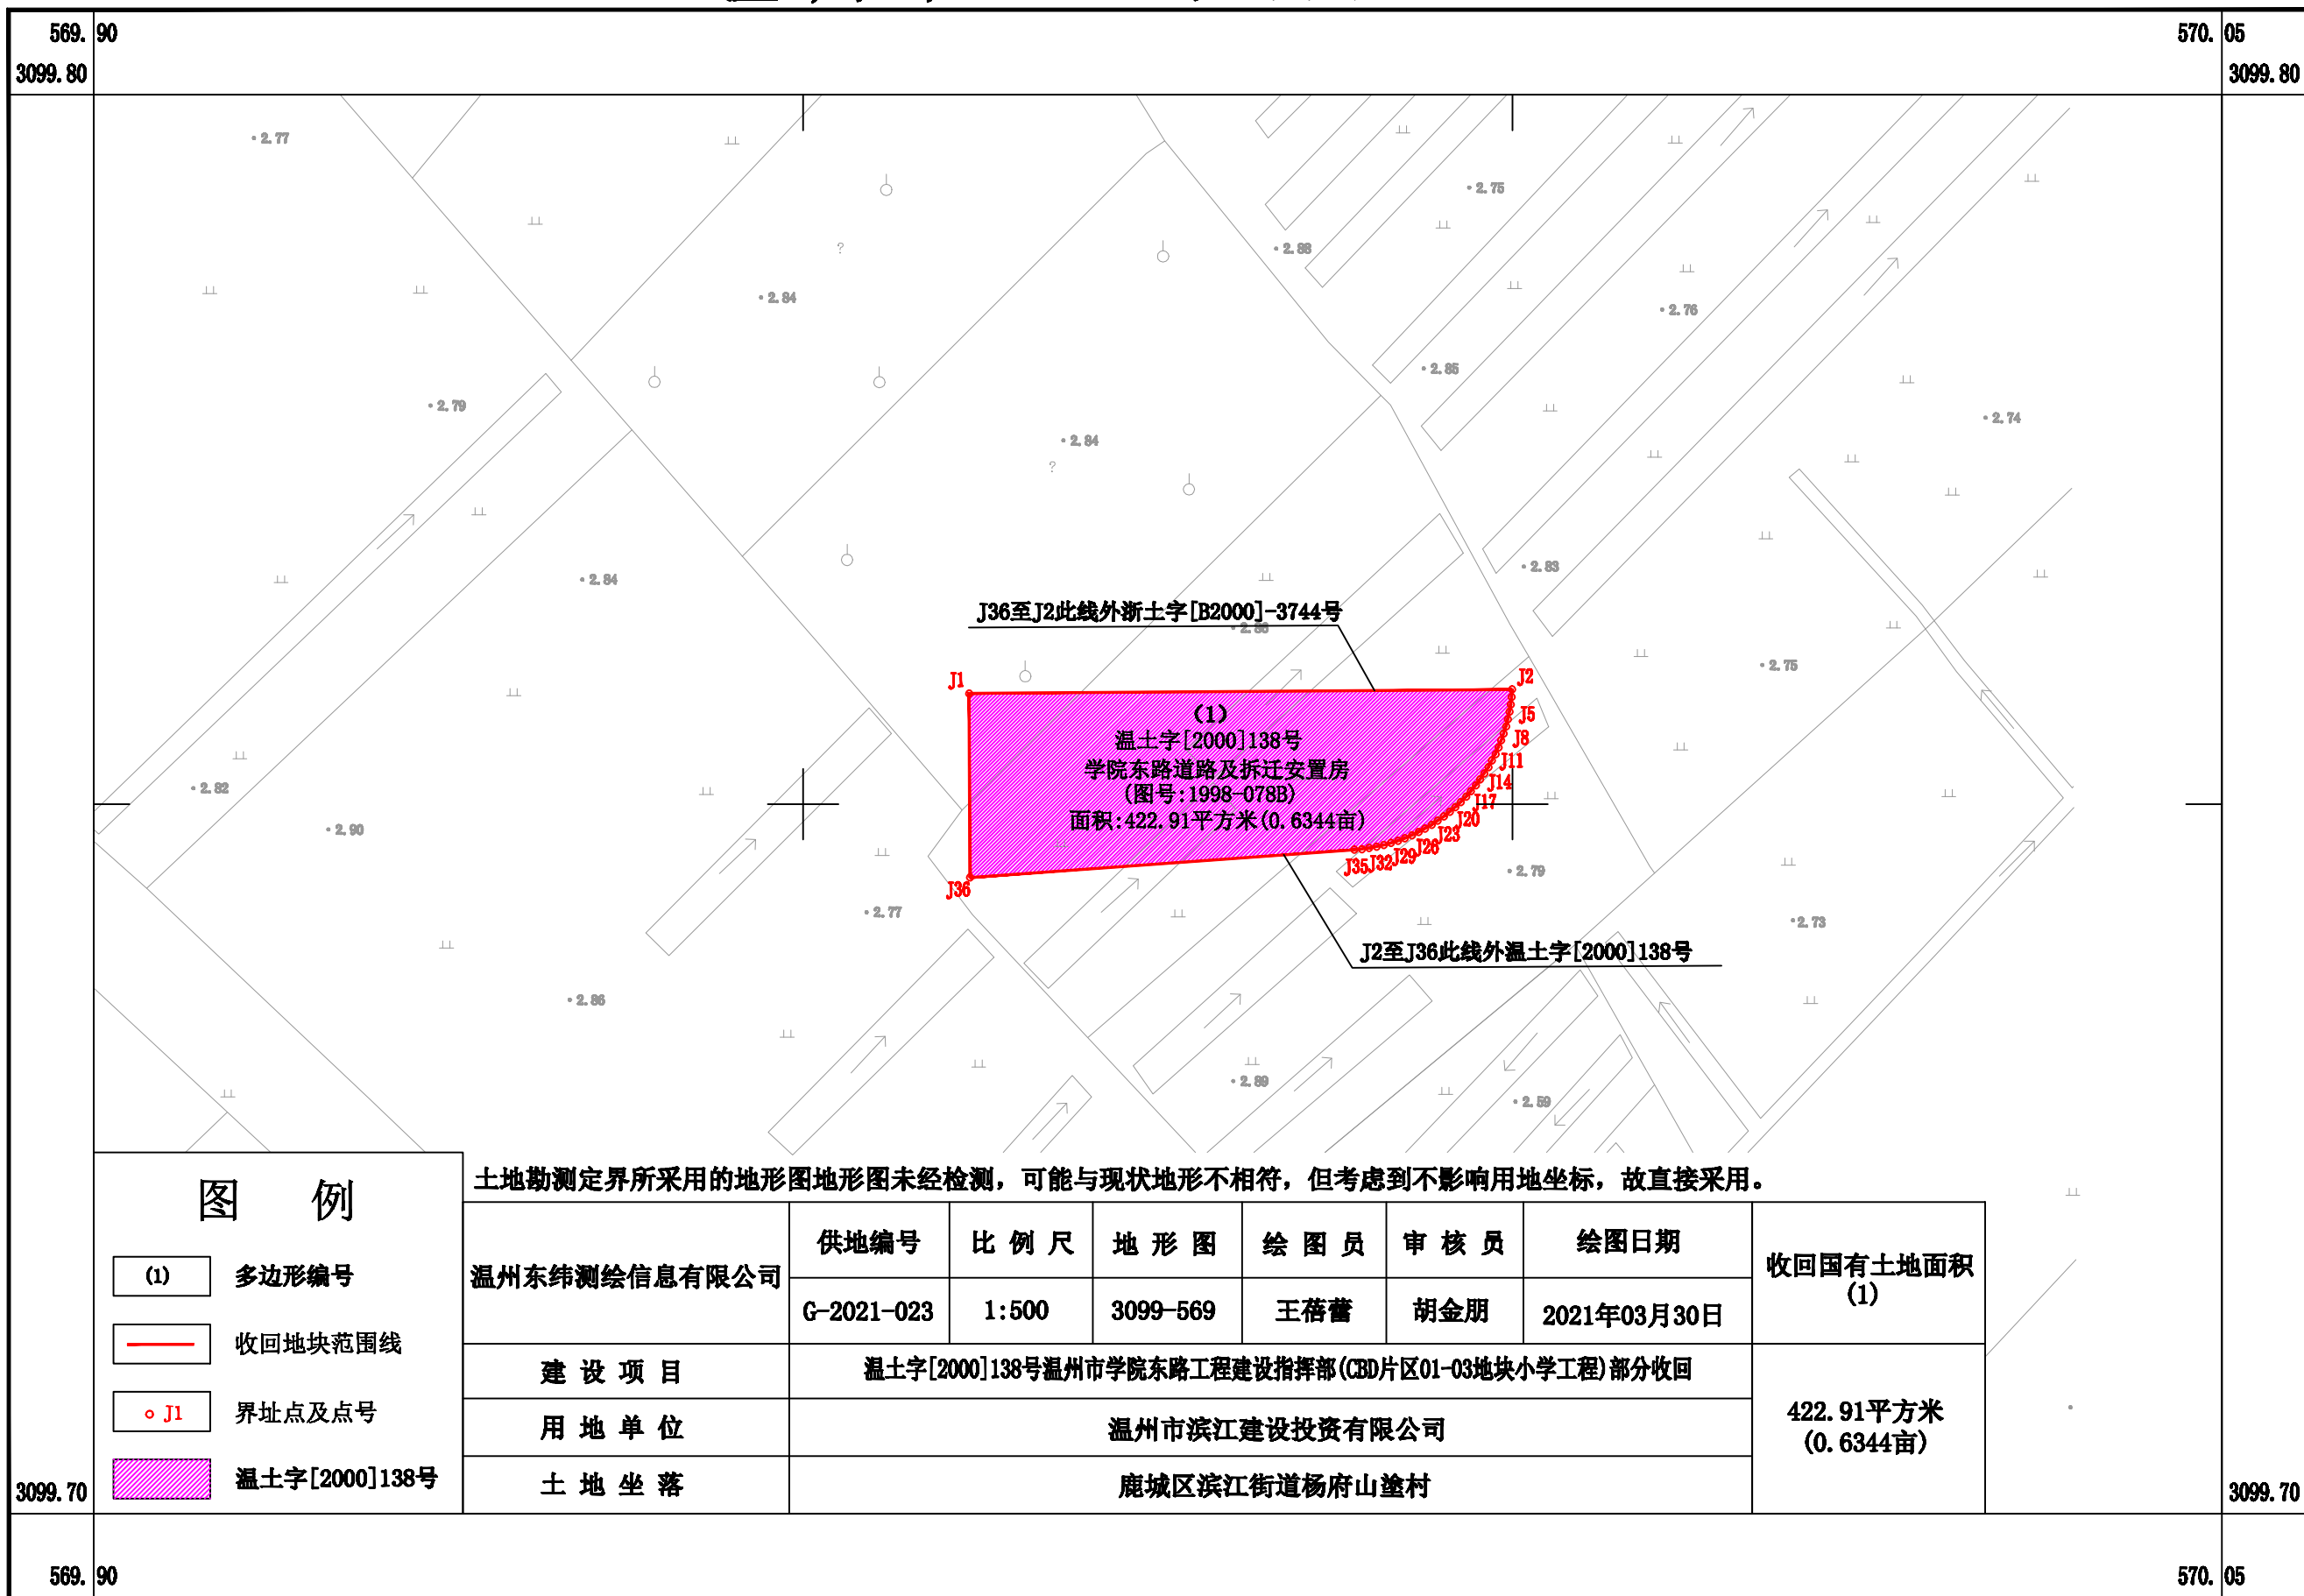 569.90
570.05
3099.80
3099.80
2.77
2.75
2.88
?
2.84
2.76
2.85
2.79
2.74
2.84
?
2.84
2.83
J36至J2此线外浙土字[B2000]-3744号
2.75
J1
J2
(1)
J5
温土字[2000]138号
J8
学院东路道路及拆迁安置房
J11
(图号:1998-078B)
J14
面积:422.91平方米(0.6344亩)
J17
J20
J23
J26
J29
J32
J35
J36
2.82
2.90
2.79
2.77
2.73
J2至J36此线外温土字[2000]138号
2.86
2.89
2.59
图 例
(1) 多边形编号
收回地块范围线
J1 界址点及点号
温土字[2000]138号
土地勘测定界所采用的地形图地形图未经检测，可能与现状地形不相符，但考虑到不影响用地坐标，故直接采用。
温州东纬测绘信息有限公司
供地编号 比例尺 地形图 绘图员 审核员 绘图日期
G-2021-023 1:500 3099-569 王蓓蕾 胡金朋 2021年03月30日
收回国有土地面积
(1)
建设项目 温土字[2000]138号温州市学院东路工程建设指挥部(CBD片区01-03地块小学工程)部分收回
用地单位 温州市滨江建设投资有限公司
422.91平方米
(0.6344亩)
土地坐落 鹿城区滨江街道杨府山塗村
3099.70
3099.70
569.90
570.05